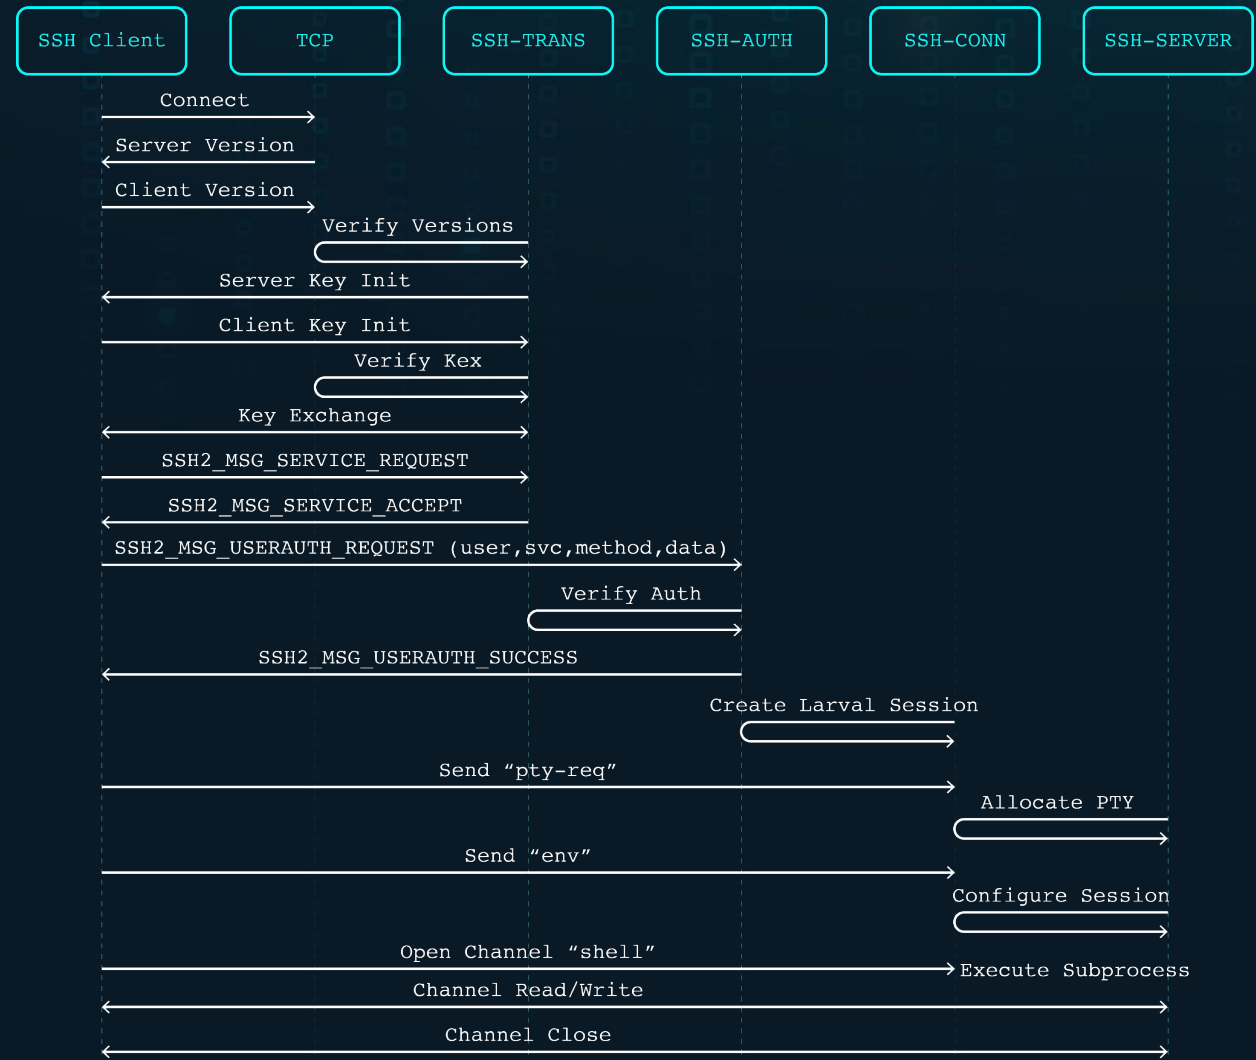 SSH Client
TCP
SSH-TRANS
SSH-AUTH
SSH-CONN
SSH-SERVER
Connect
Server Version
Client Version
Verify Versions
Server Key Init
Client Key Init
Verify Kex
Key Exchange
SSH2_MSG_SERVICE_REQUEST
SSH2_MSG_SERVICE_ACCEPT
SSH2_MSG_USERAUTH_REQUEST (user,svc,method,data)
Verify Auth
SSH2_MSG_USERAUTH_SUCCESS
Create Larval Session
Send “pty-req”
Allocate PTY
Send “env”
Configure Session
Open Channel “shell”
Execute Subprocess
Channel Read/Write
Channel Close